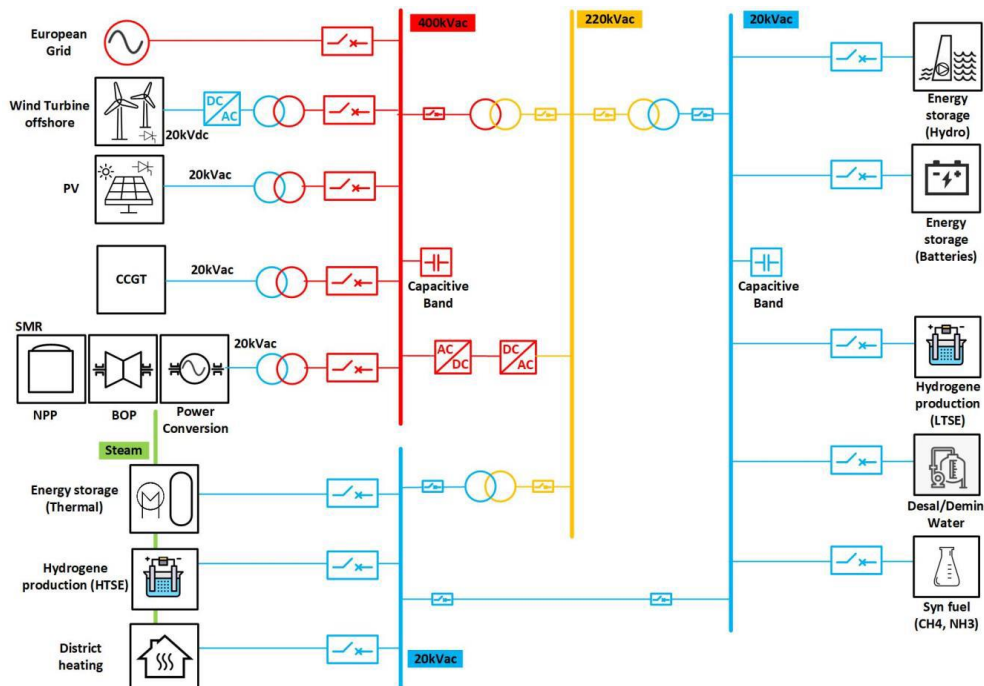 400kVac
220kVac
20kVac
European
Grid
Wind Turbine
offshore
DC
AC
20kVdc
Energy
storage
(Hydro)
PV
20kVac
Energy
storage
(Batteries)
CCGT
20kVac
Capacitive
Band
Capacitive
Band
SMR
20kVac
AC
DC
DC
AC
NPP
BOP
Power
Conversion
Hydrogene
production
(LTSE)
Steam
Energy storage
(Thermal)
M
Desal/Demin
Water
Hydrogene
production (HTSE)
Syn fuel
(CH4, NH3)
District
heating
20kVac